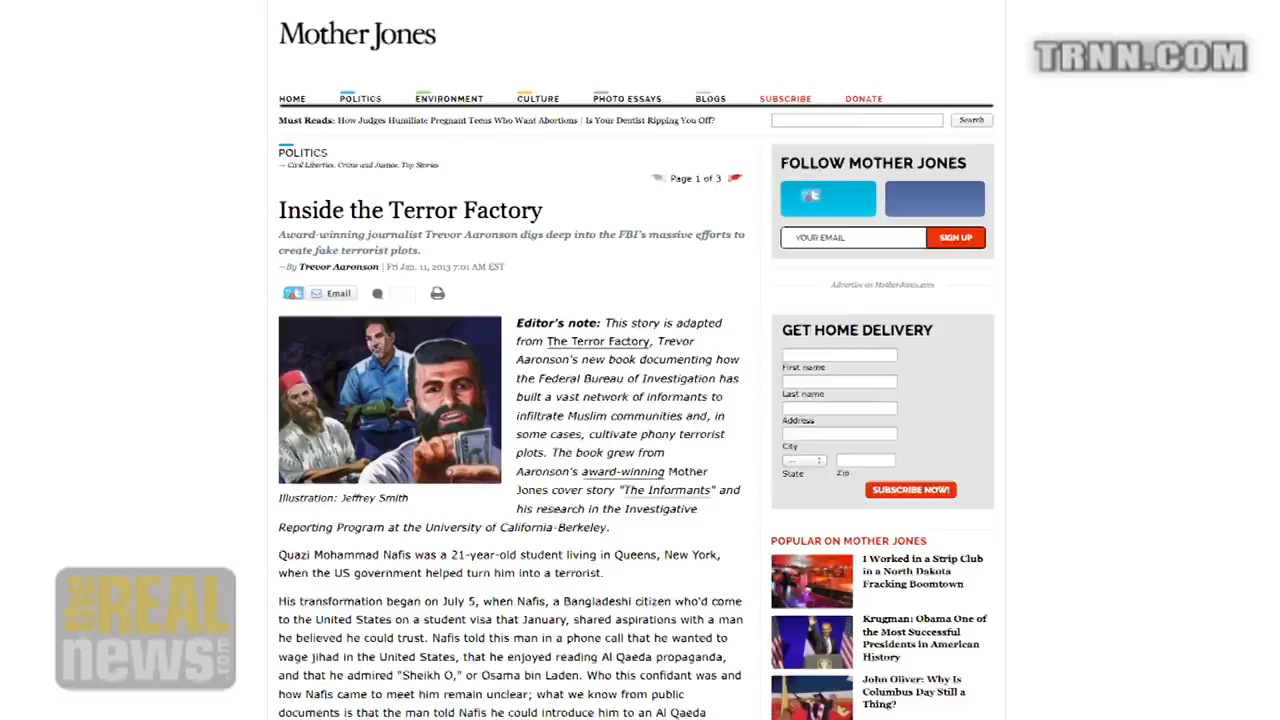 Mother Jones
TRNN.COM
HOME POLITICS ENVIRONMENT CULTURE PHOTO ESSAYS BLOGS SUBSCRIBE DONATE
Must Reads: How Judges Humiliate Pregnant Teens Who Want Abortions | Is Your Dentist Ripping You Off?
Search
POLITICS
→ Civil Liberties, Crime and Justice, Top Stories
Page 1 of 3
Inside the Terror Factory
Award-winning journalist Trevor Aaronson digs deep into the FBI's massive efforts to
create fake terrorist plots.
—By Trevor Aaronson | Fri Jan. 11, 2013 7:01 AM EST
Email
Editor's note: This story is adapted
from The Terror Factory, Trevor
Aaronson's new book documenting how
the Federal Bureau of Investigation has
built a vast network of informants to
infiltrate Muslim communities and, in
some cases, cultivate phony terrorist
plots. The book grew from
Aaronson's award-winning Mother
Jones cover story "The Informants" and
his research in the Investigative
Illustration: Jeffrey Smith
Reporting Program at the University of California-Berkeley.
Quazi Mohammad Nafis was a 21-year-old student living in Queens, New York,
when the US government helped turn him into a terrorist.
His transformation began on July 5, when Nafis, a Bangladeshi citizen who'd come
to the United States on a student visa that January, shared aspirations with a man
he believed he could trust. Nafis told this man in a phone call that he wanted to
wage jihad in the United States, that he enjoyed reading Al Qaeda propaganda,
and that he admired "Sheikh O," or Osama bin Laden. Who this confidant was and
how Nafis came to meet him remain unclear; what we know from public
documents is that the man told Nafis he could introduce him to an Al Qaeda
FOLLOW MOTHER JONES
YOUR EMAIL
SIGN UP
Advertise on MotherJones.com
GET HOME DELIVERY
First name
Last name
Address
City
State Zip
SUBSCRIBE NOW!
POPULAR ON MOTHER JONES
I Worked in a Strip Club
in a North Dakota
Fracking Boomtown
Krugman: Obama One of
the Most Successful
Presidents in American
History
John Oliver: Why Is
Columbus Day Still a
Thing?
the REAL
news.com